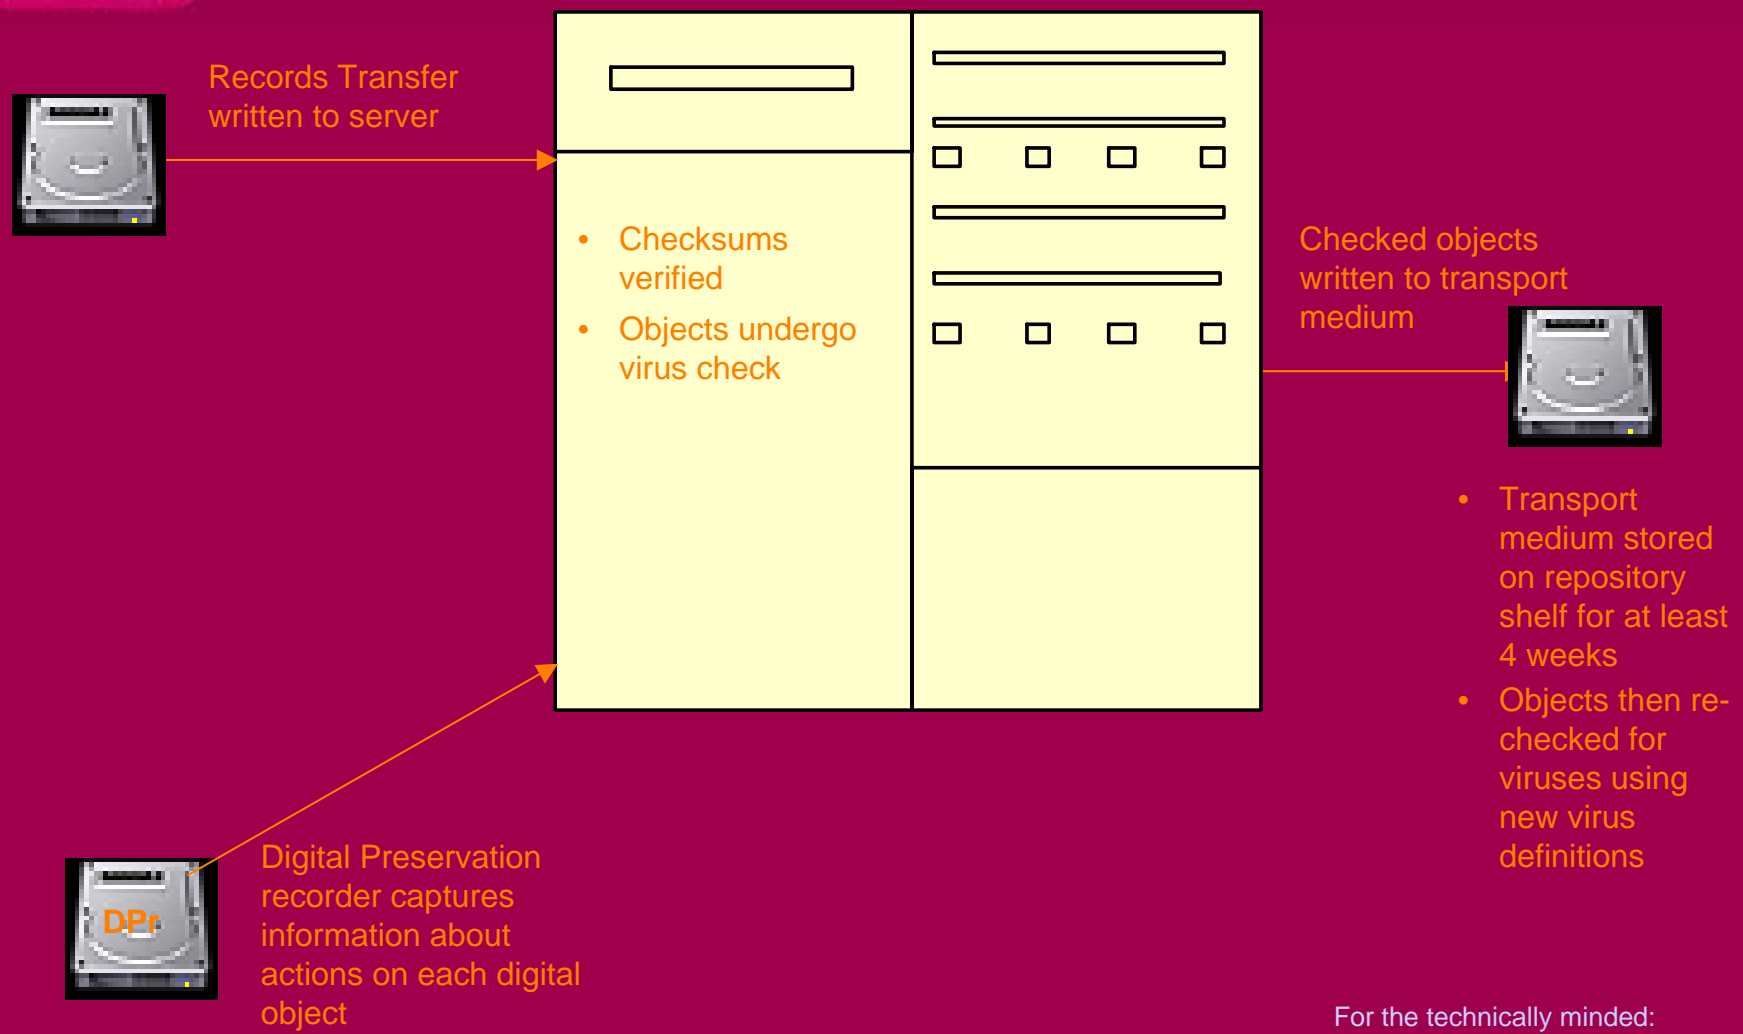 Records Transfer
written to server
• Checksums
verified
• Objects undergo
virus check
Checked objects
written to transport
medium
• Transport
medium stored
on repository
shelf for at least
4 weeks
• Objects then re-
checked for
viruses using
new virus
definitions
DPr
Digital Preservation
recorder captures
information about
actions on each digital
object
For the technically minded: